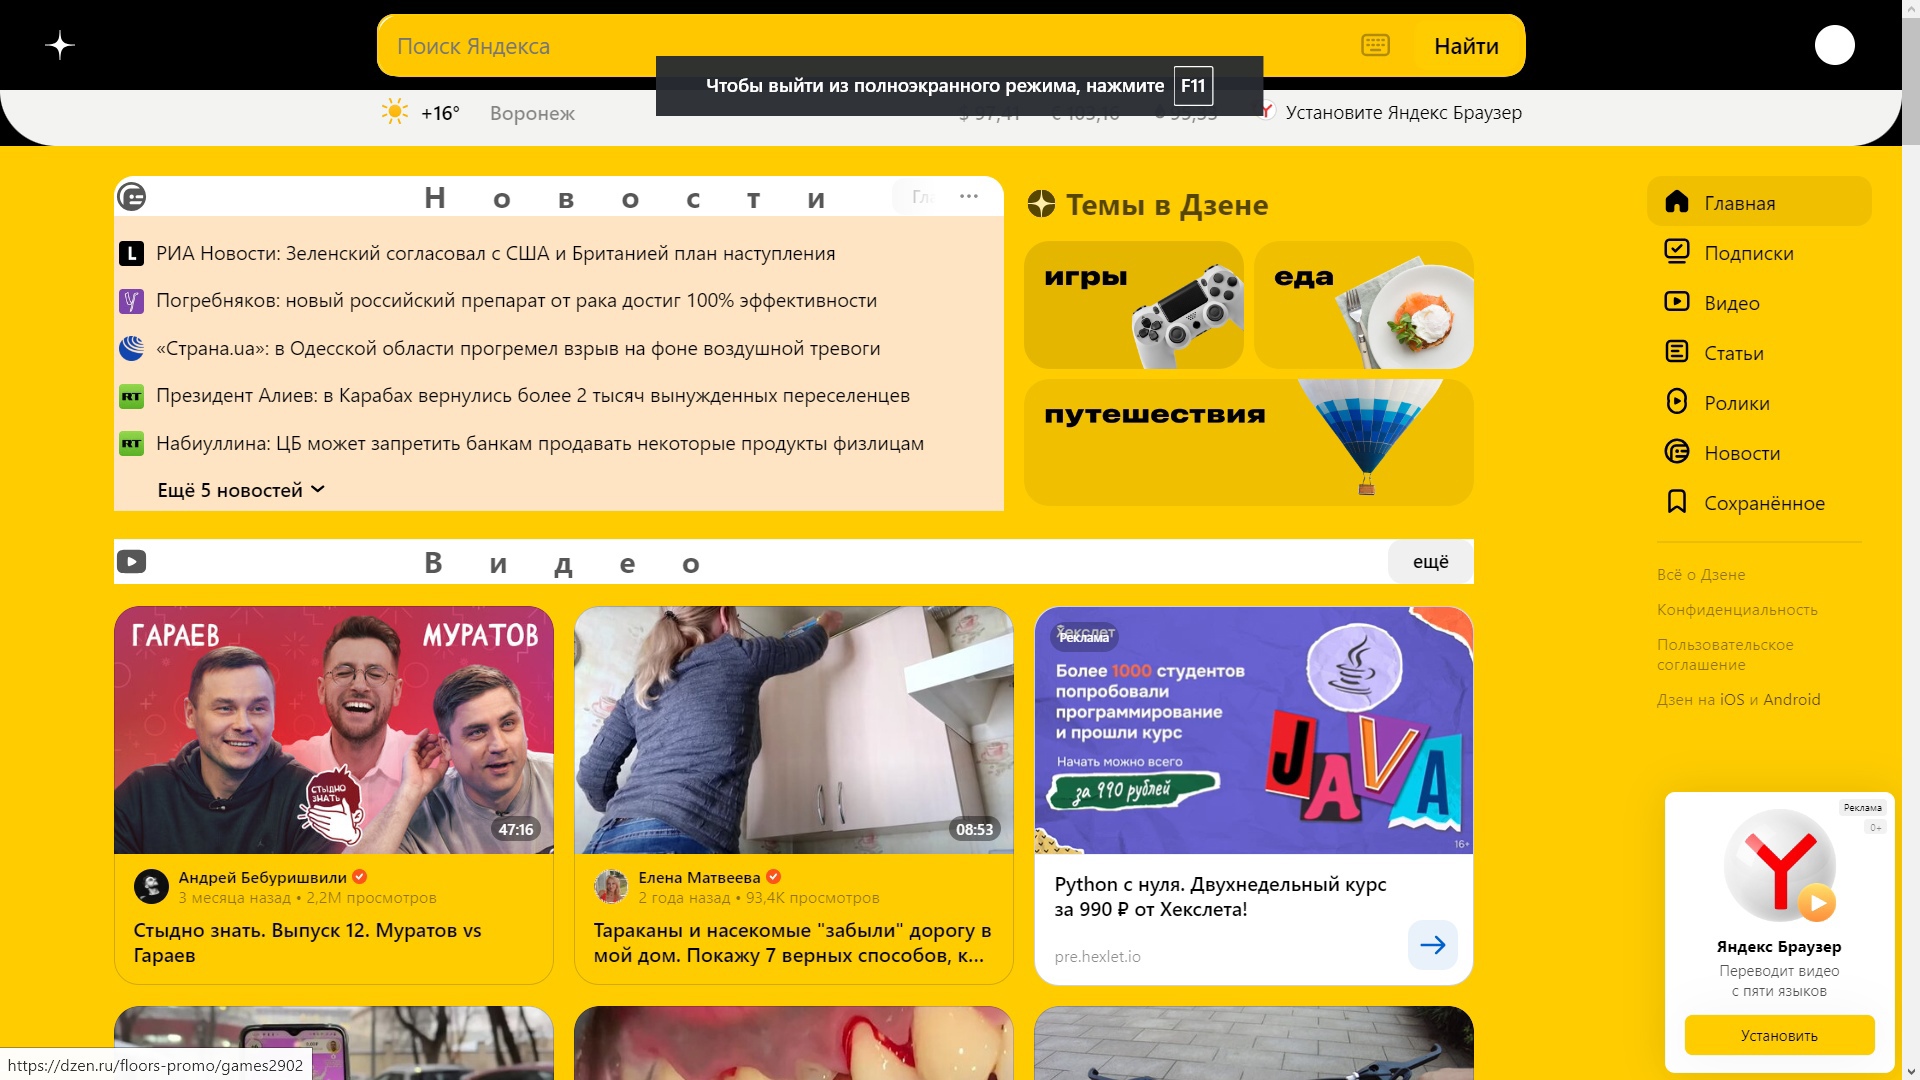 Поиск Яндекса
Найти
Чтобы выйти из полноэкранного режима, нажмите F11
+16°
Воронеж
$ 97,41
€ 103,16
Установите Яндекс Браузер
Новости
Гла
РИА Новости: Зеленский согласовал с США и Британией план наступления
Погребняков: новый российский препарат от рака достиг 100% эффективности
«Страна.ua»: в Одесской области прогремел взрыв на фоне воздушной тревоги
RT
Президент Алиев: в Карабах вернулись более 2 тысяч вынужденных переселенцев
RT
Набиуллина: ЦБ может запретить банкам продавать некоторые продукты физлицам
Ещё 5 новостей
Темы в Дзене
игры
еда
путешествия
Главная
Подписки
Видео
Статьи
Ролики
Новости
Сохранённое
Всё о Дзене
Конфиденциальность
Пользовательское
соглашение
Дзен на iOS и Android
Видео
ещё
ГАРАЕВ
МУРАТОВ
СТЫДНО
ЗНАТЬ
47:16
Андрей Бебуришвили
3 месяца назад • 2,2М просмотров
Стыдно знать. Выпуск 12. Муратов vs
Гараев
08:53
Елена Матвеева
2 года назад • 93,4К просмотров
Тараканы и насекомые "забыли" дорогу в
мой дом. Покажу 7 верных способов, к...
Хекслет
Реклама
Более 1000 студентов
попробовали
программирование
и прошли курс
Начать можно всего
за 990 рублей
JAVA
16+
Python с нуля. Двухнедельный курс
за 990 ₽ от Хекслета!
pre.hexlet.io
Реклама
0+
Яндекс Браузер
Переводит видео
с пяти языков
Установить
https://dzen.ru/floors-promo/games2902